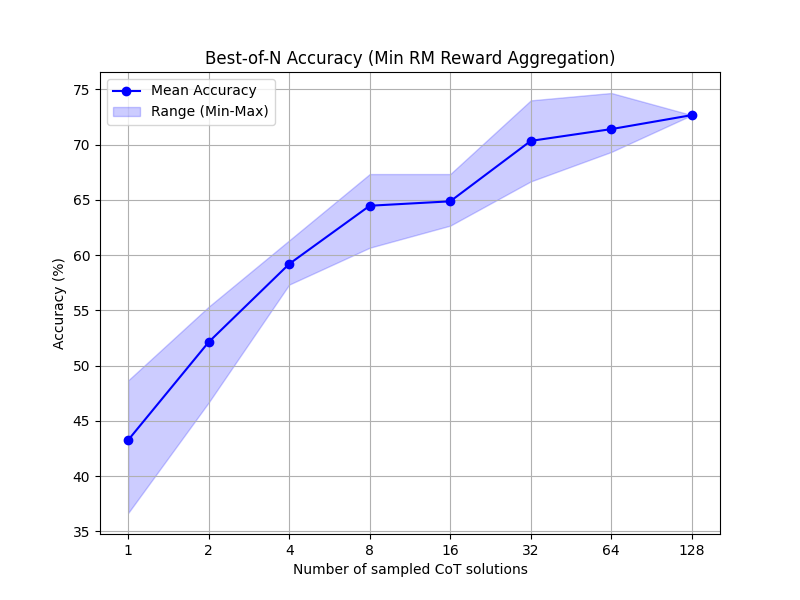 Best-of-N Accuracy (Min RM Reward Aggregation)
Mean Accuracy
Range (Min-Max)
75
70
65
60
55
50
45
40
35
Accuracy (%)
1 2 4 8 16 32 64 128
Number of sampled CoT solutions